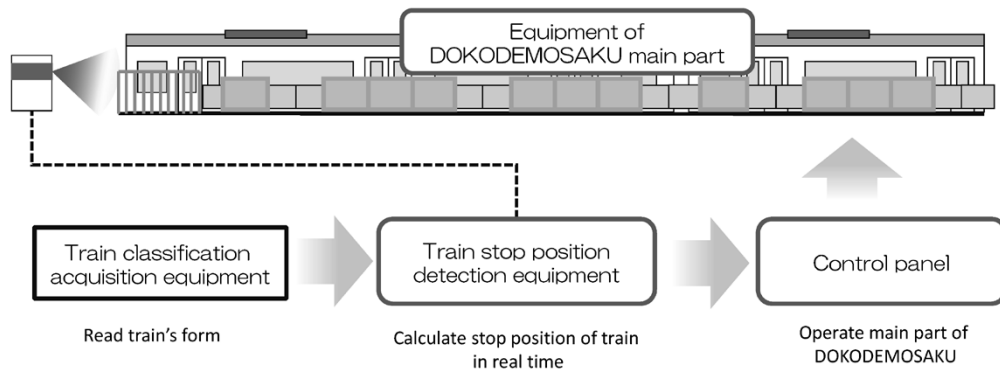 Equipment of
DOKODEMOSAKU main part
Train classification
acquisition equipment
Train stop position
detection equipment
Control panel
Read train's form
Calculate stop position of train
in real time
Operate main part of
DOKODEMOSAKU